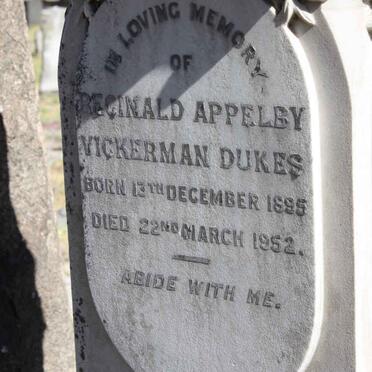 IN LOVING MEMORY
OF
REGINALD APPELBY
VICKERMAN DUKES
BORN 13TH DECEMBER 1895
DIED 22ND MARCH 1952.
ABIDE WITH ME.